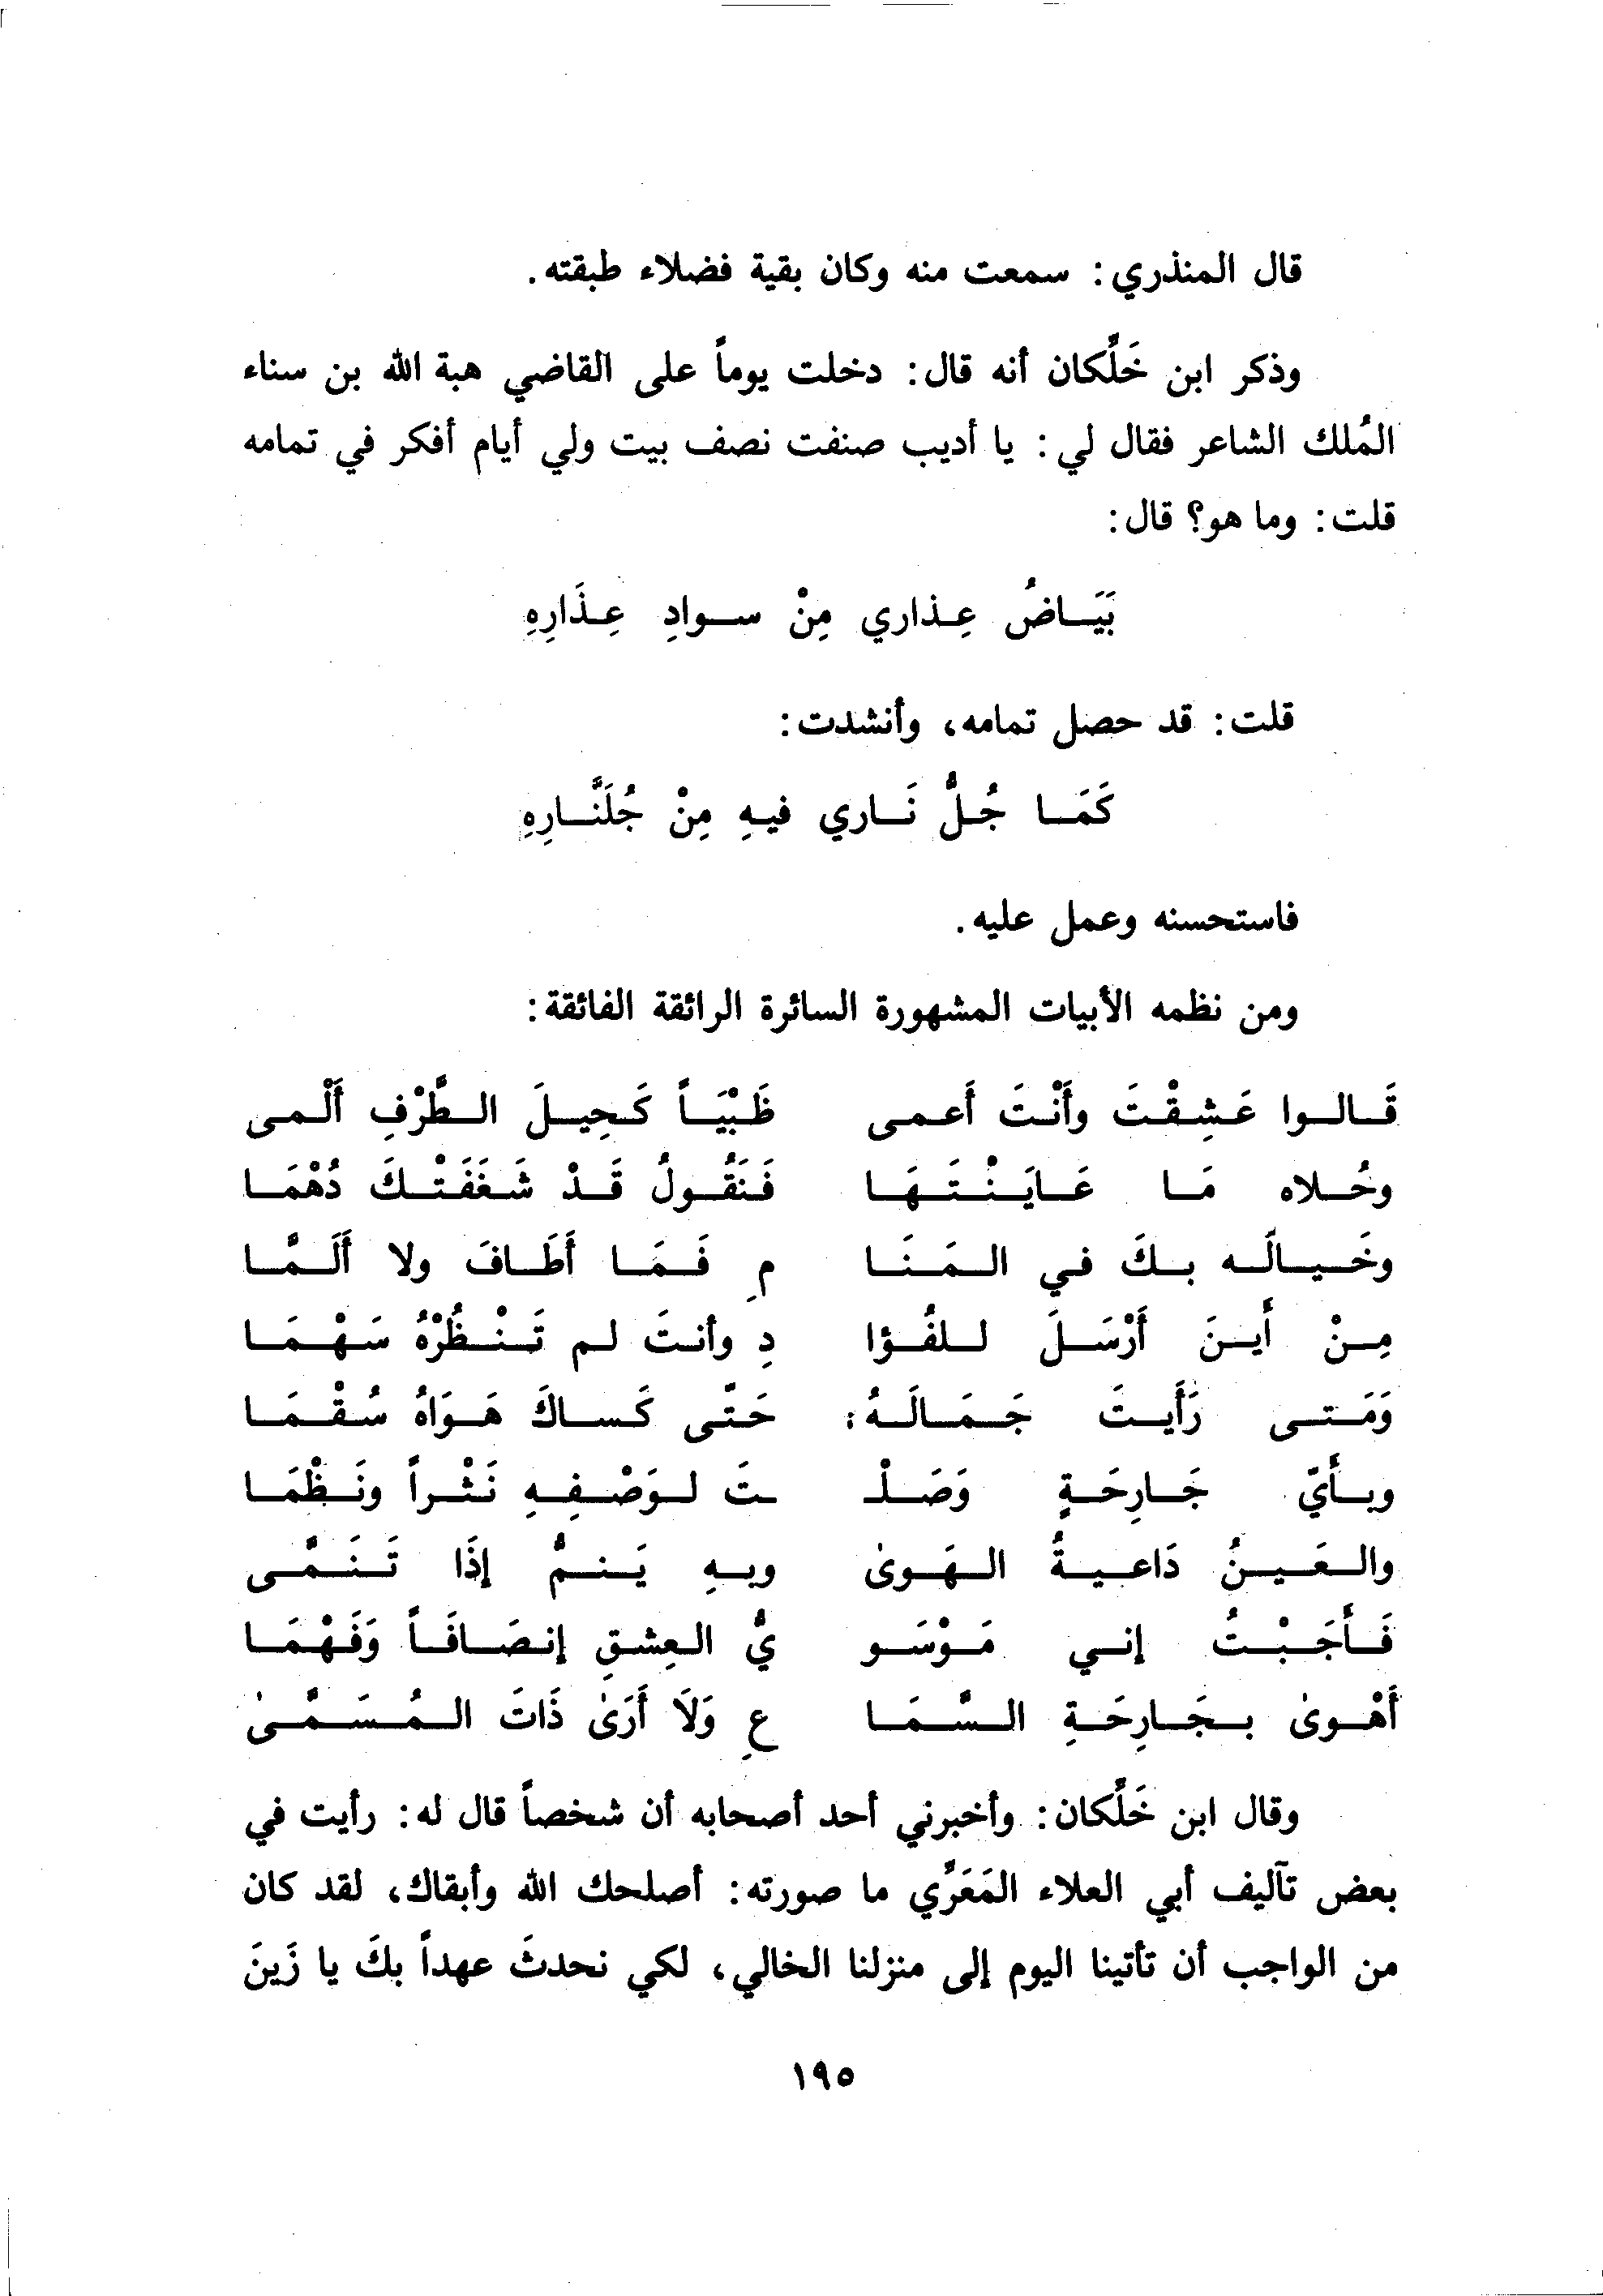 قال المنذري: سمعت منه وكان بقية فضلاء طبقته.
وذكر ابن خَلِّكان أنه قال: دخلت يوماً على القاضي هبة الله بن سناء
المُلك الشاعر فقال لي: يا أديب صنفت نصف بيت ولي أيام أفكر في تمامه
قلت: وما هو؟ قال:
بَيَاضُ عِذاري مِنْ سوادِ عِذَارِهِ
قلت: قد حصل تمامه، وأنشدت:
كَمَا جُلُّ نَاري فيهِ مِنْ جُلَنَّارِهِ
فاستحسنه وعمل عليه.
ومن نظمه الأبيات المشهورة السائرة الرائقة الفائقة:
قَالوا عَشِقْتَ وأَنْتَ أَعمى ظَبْيَاً كَحِيلَ الطَّرْفِ أَلْمى
وحُلاه مَا عَايَنْتَهَا فَنَقُولُ قَدْ شَغَفَتْكَ دُهْمَا
وخَيالَه بكَ في المَنَا مِ فَمَا أَطَافَ ولا أَلَمَّا
مِنْ أَينَ أَرْسَلَ للفُؤا دِ وأنتَ لم تَنْظُرْهُ سَهْمَا
وَمَتى رَأَيتَ جَمَالَهُ حَتّى كَساكَ هَوَاهُ سُقْمَا
وبأَيّ جَارِحَةٍ وَصَلْـ ـتَ لوَصْفِهِ نَثْراً ونَظْمَا
والعَينُ دَاعيةُ الهَوىٰ وبهِ يَنمُّ إِذَا تَنَمَّى
فَأَجَبْتُ إني مَوْسَو يُّ العِشقِ إنصَافَاً وَفَهْمَا
أَهْوىٰ بجَارِحَةِ السَّمَا عِ وَلَا أَرَىٰ ذَاتَ المُسَمَّىٰ
وقال ابن خَلِّكان: وأخبرني أحد أصحابه أن شخصاً قال له: رأيت في
بعض تآليف أبي العلاء المَعَرِّي ما صورته: أصلحك الله وأبقاك، لقد كان
من الواجب أن تأتينا اليوم إلى منزلنا الخالي، لكي نحدثَ عهداً بكَ يا زَينَ
١٩٥